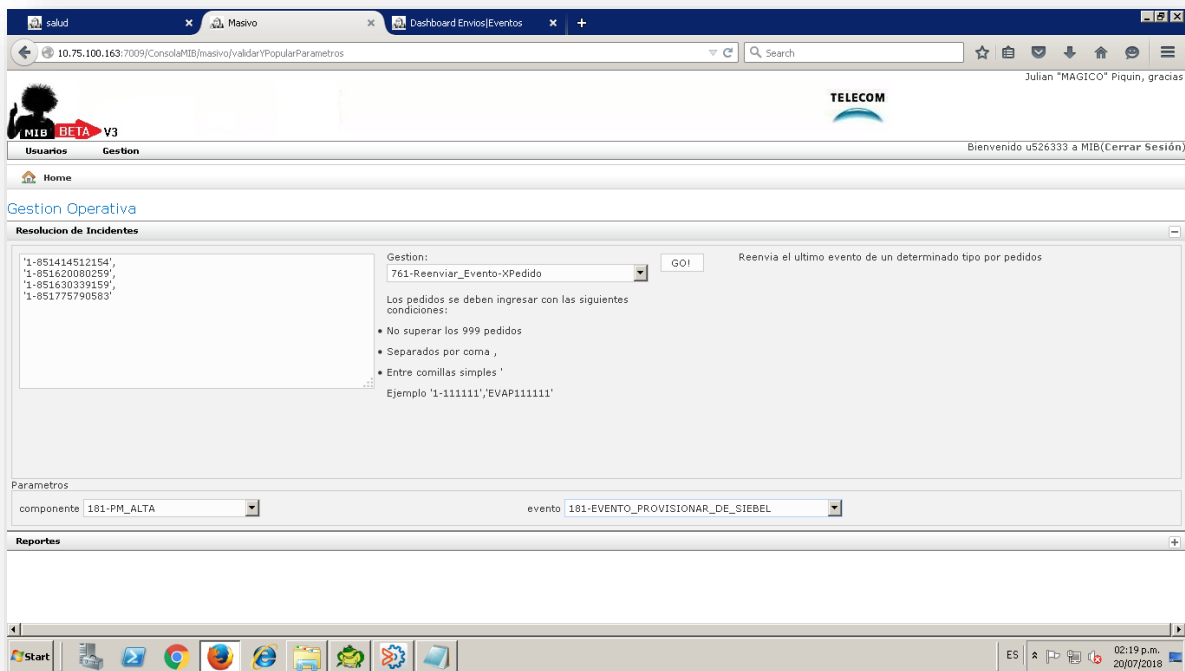 salud
Masivo
Dashboard Envios|Eventos
10.75.100.163:7009/ConsolaMIB/masivo/validarYPopularParametros
Search
Julian "MAGICO" Piquin, gracias
MIB BETA V3
TELECOM
Usuarios Gestion
Bienvenido u526333 a MIB(Cerrar Sesión)
Home
Gestion Operativa
Resolucion de Incidentes
'1-851414512154',
'1-851620080259',
'1-851630339159',
'1-851775790583'
Gestion:
761-Reenviar_Evento-XPedido
GO!
Reenvia el ultimo evento de un determinado tipo por pedidos
Los pedidos se deben ingresar con las siguientes
condiciones:
• No superar los 999 pedidos
• Separados por coma ,
• Entre comillas simples '
Ejemplo '1-111111','EVAP111111'
Parametros
componente 181-PM_ALTA
evento 181-EVENTO_PROVISIONAR_DE_SIEBEL
Reportes
Start
ES
02:19 p.m.
20/07/2018